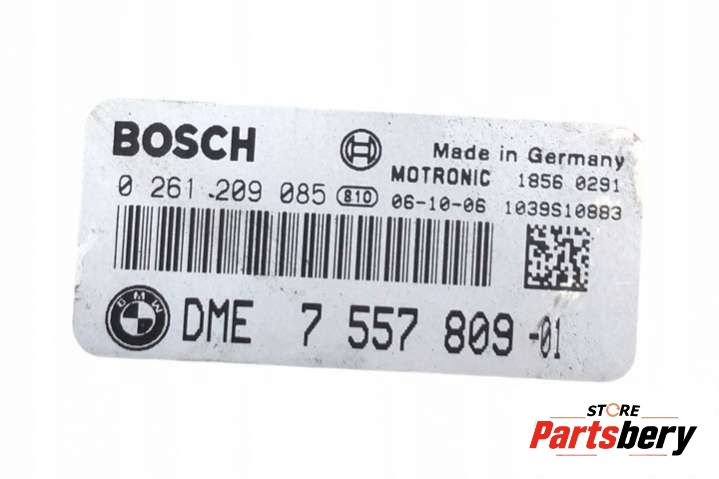 BOSCH
Made in Germany
MOTRONIC 1856 0291
0 261 209 085 810 06-10-06 1039S10883
BMW DME 7 557 809-01
STORE
Partsbery